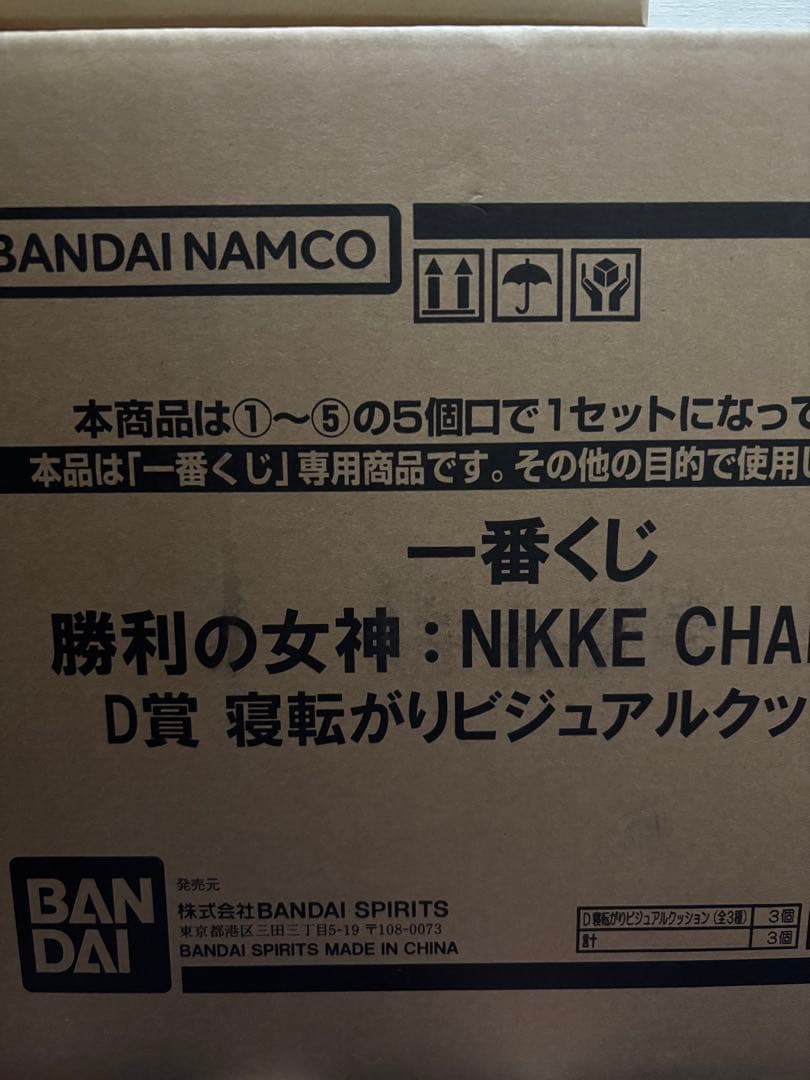 BANDAI NAMCO
本商品は①〜⑤の5個口で1セットになって
本品は「一番くじ」専用商品です。その他の目的で使用
一番くじ
勝利の女神：NIKKE CHA
D賞 寝転がりビジュアルクッ
BAN
DAI
発売元
株式会社BANDAI SPIRITS
東京都港区三田三丁目5-19 〒108-0073
BANDAI SPIRITS MADE IN CHINA
D寝転がりビジュアルクッション(全3種) 3個
計 3個